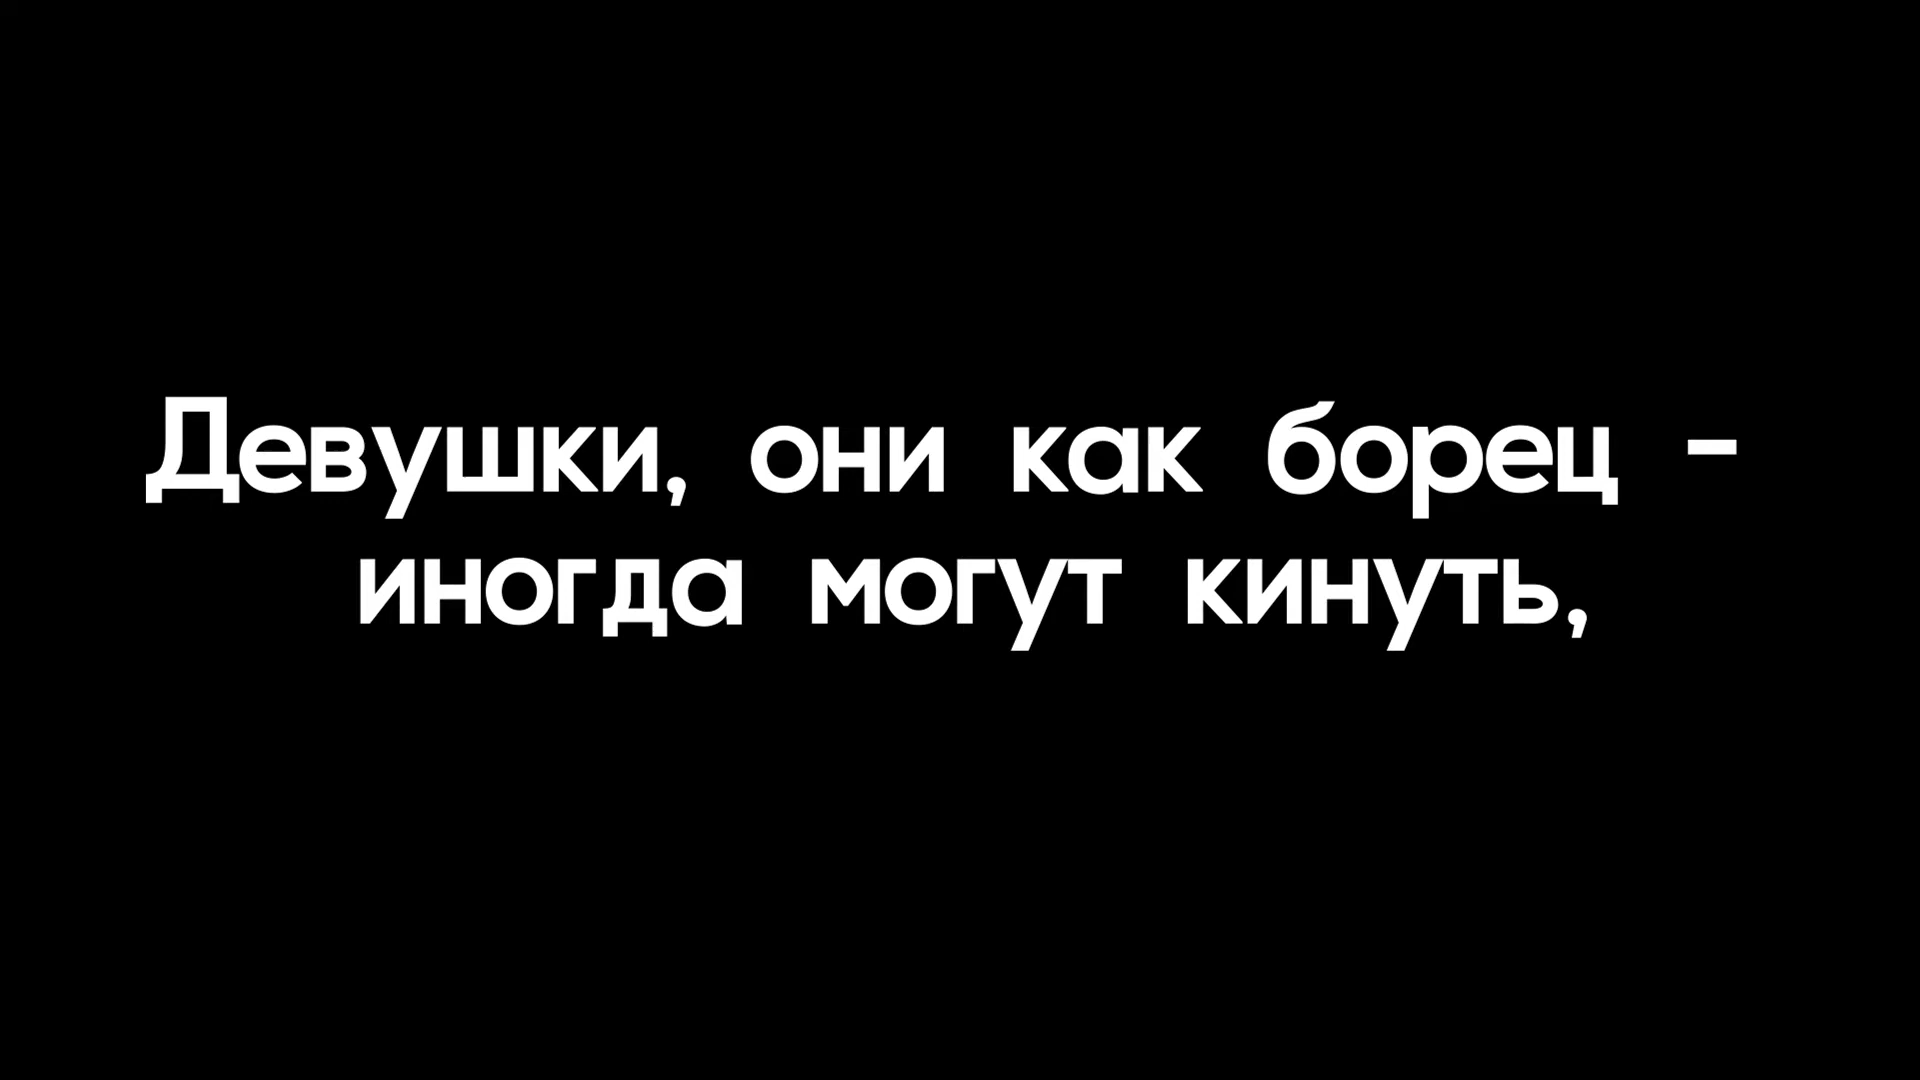 Девушки, они как борец -
иногда могут кинуть,